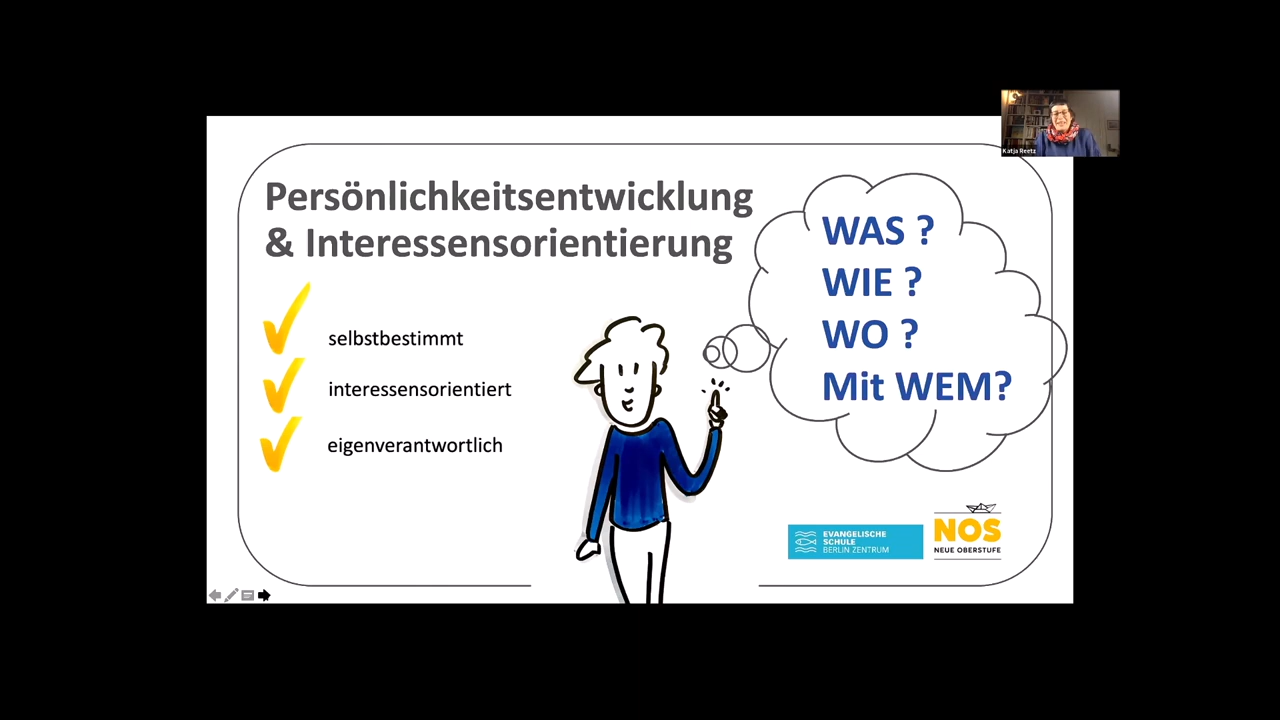 Persönlichkeitsentwicklung
& Interessensorientierung
selbstbestimmt
interessensorientiert
eigenverantwortlich
WAS ?
WIE ?
WO ?
Mit WEM?
EVANGELISCHE
SCHULE
BERLIN ZENTRUM
NOS
NEUE OBERSTUFE
Katja Reetz